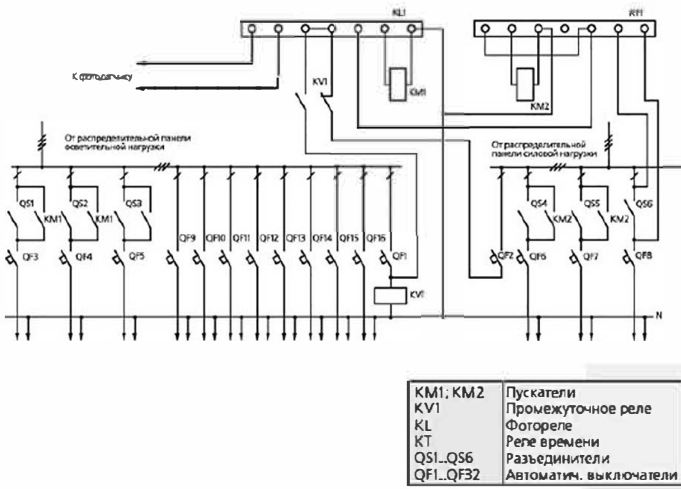 KL1
К фотодатчику
KV1
KM1
KM2
От распределительной панели
осветительной нагрузки
От распределительной
панели силовой нагрузки
QS1
KM1
QS2
KM1
QS3
QS4
KM2
QS5
KM2
QS6
QF3
QF4
QF5
QF9
QF10
QF11
QF12
QF13
QF14
QF15
QF16
QF1
QF2
QF6
QF7
QF8
KV1
N
KM1; KM2 Пускатели
KV1 Промежуточное реле
KL Фотореле
KT Реле времени
QS1...QS6 Разъединители
QF1...QF32 Автоматич. выключатели